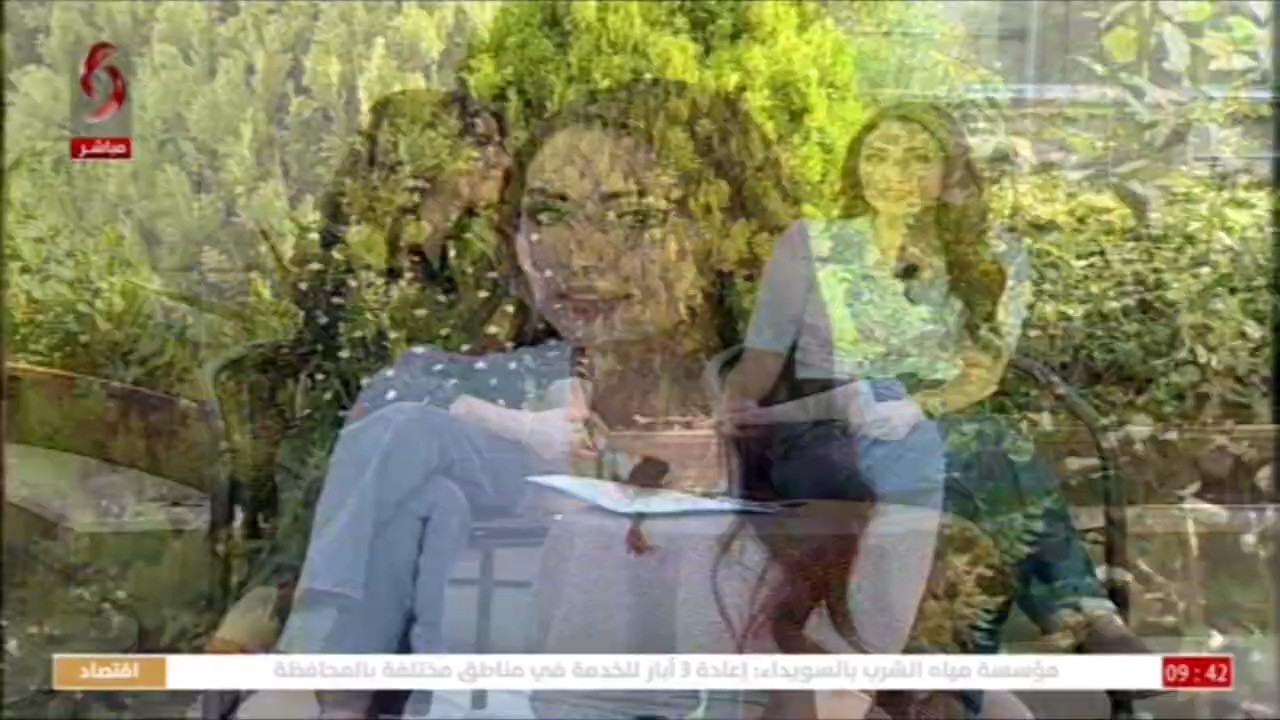 مباشر
اقتصاد
مؤسسة مياه الشرب بالسويداء: إعادة 3 آبار للخدمة في مناطق مختلفة بالمحافظة
09 : 42